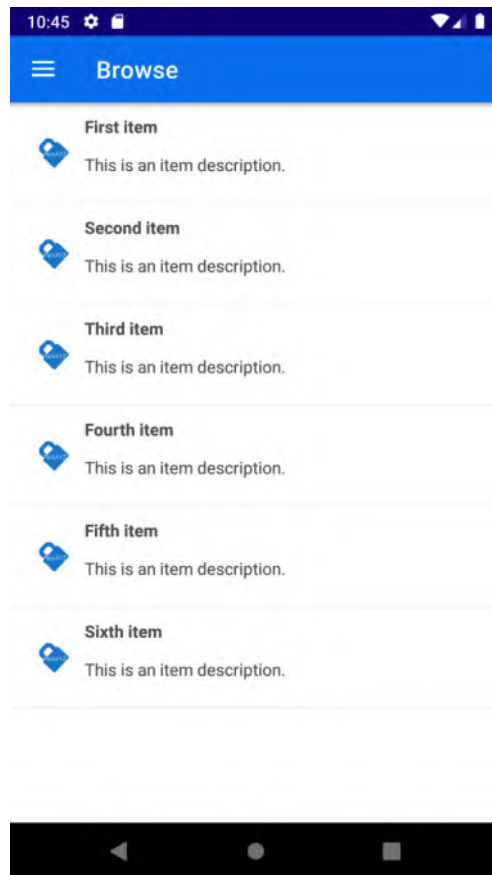 10:45
Browse
First item
This is an item description.
Second item
This is an item description.
Third item
This is an item description.
Fourth item
This is an item description.
Fifth item
This is an item description.
Sixth item
This is an item description.